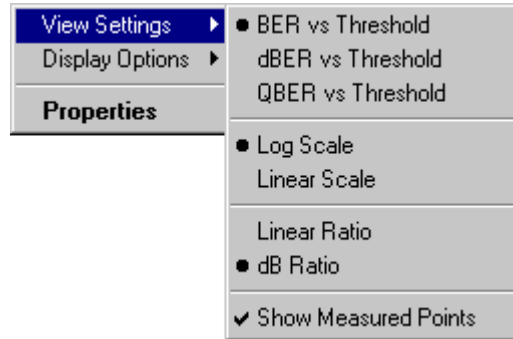 View Settings
Display Options
Properties
BER vs Threshold
dBER vs Threshold
QBER vs Threshold
Log Scale
Linear Scale
Linear Ratio
dB Ratio
Show Measured Points